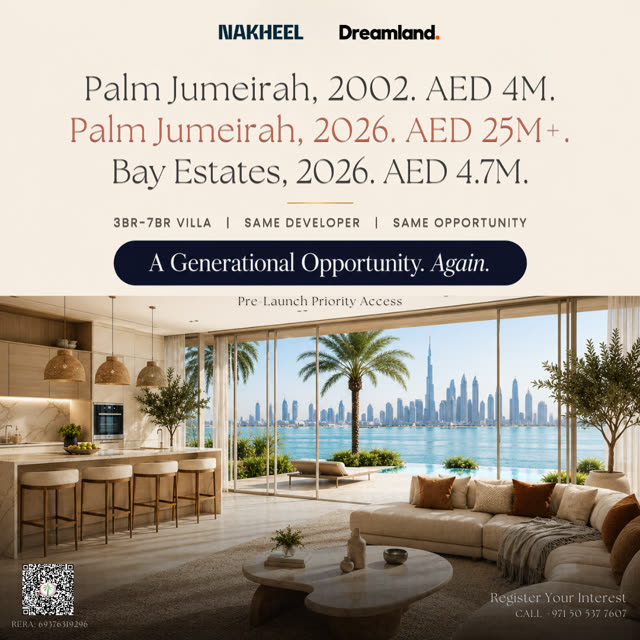 NAKHEEL Dreamland.
Palm Jumeirah, 2002. AED 4M.
Palm Jumeirah, 2026. AED 25M+.
Bay Estates, 2026. AED 4.7M.
3BR-7BR VILLA | SAME DEVELOPER | SAME OPPORTUNITY
A Generational Opportunity. Again.
Pre-Launch Priority Access
Register Your Interest
CALL +971 50 537 7607
RERA: 69376319296